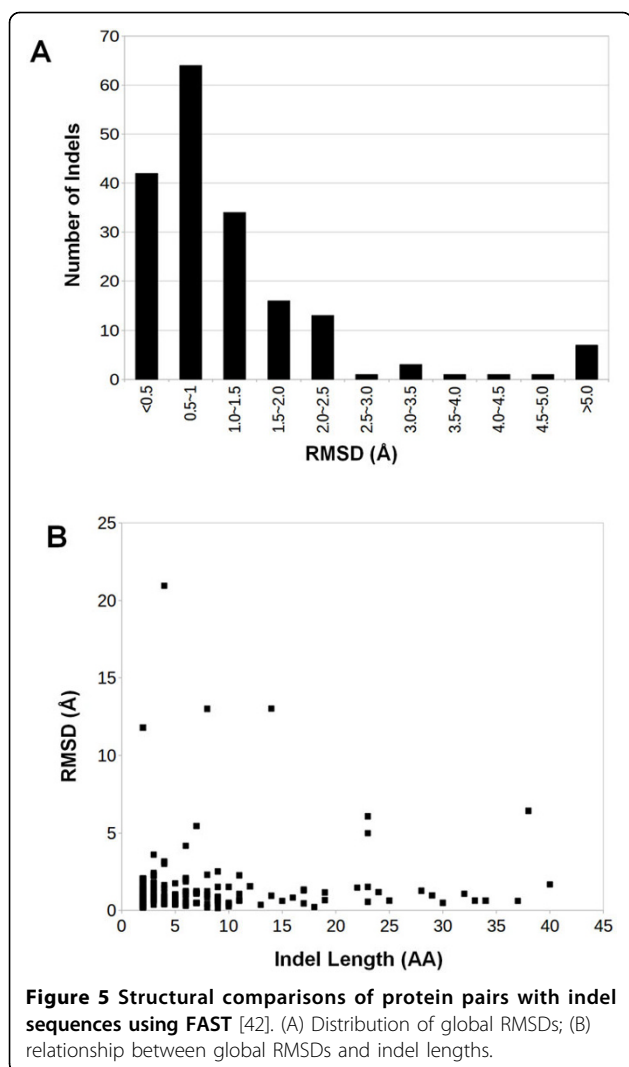 A
70
60
50
40
30
20
10
0
Number of Indels
<0.5
0.5~1
1.0~1.5
1.5~2.0
2.0~2.5
2.5~3.0
3.0~3.5
3.5~4.0
4.0~4.5
4.5~5.0
>5.0
RMSD (Å)
B
25
20
15
10
5
0
RMSD (Å)
0 5 10 15 20 25 30 35 40 45
Indel Length (AA)
Figure 5 Structural comparisons of protein pairs with indel
sequences using FAST [42]. (A) Distribution of global RMSDs; (B)
relationship between global RMSDs and indel lengths.